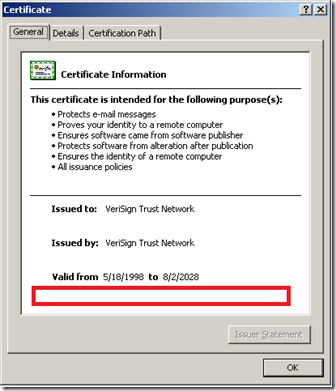 Certificate
General Details Certification Path
Certificate Information
This certificate is intended for the following purpose(s):
• Protects e-mail messages
• Proves your identity to a remote computer
• Ensures software came from software publisher
• Protects software from alteration after publication
• Ensures the identity of a remote computer
• All issuance policies
Issued to: VeriSign Trust Network
Issued by: VeriSign Trust Network
Valid from 5/18/1998 to 8/2/2028
Issuer Statement
OK